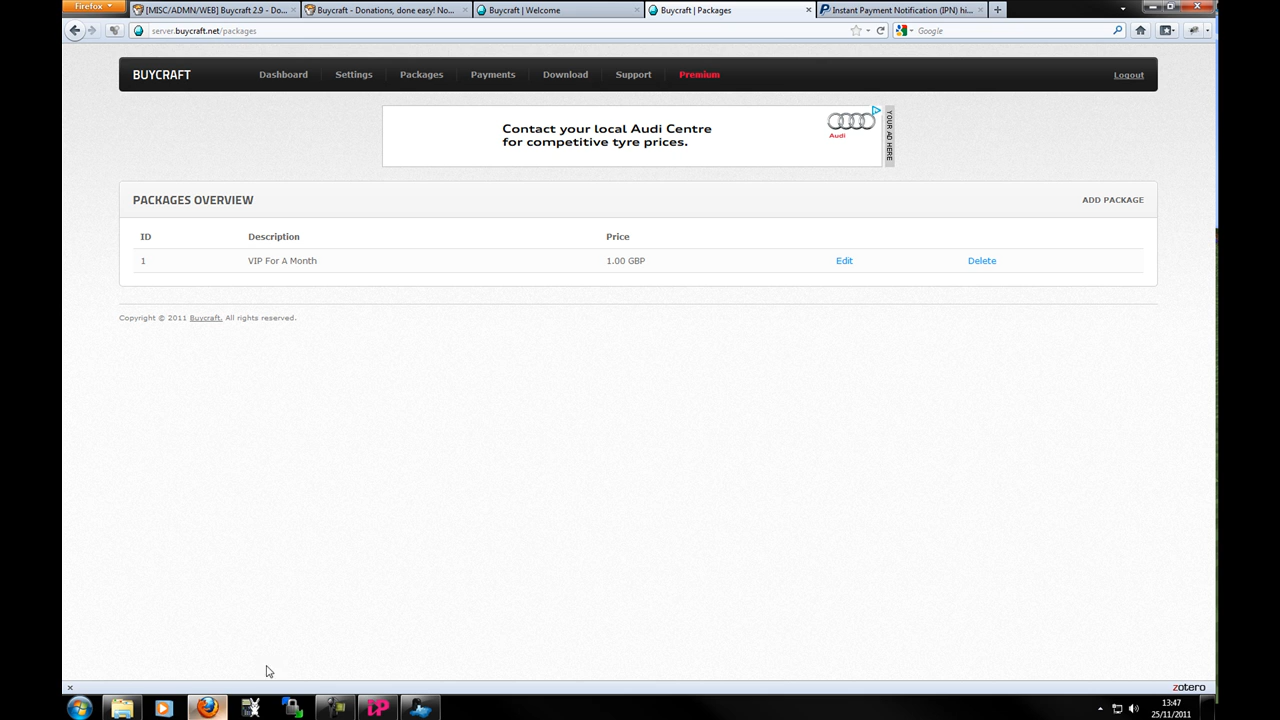 Firefox
[MISC/ADMN/WEB] Buycraft 2.9 - Do...
Buycraft - Donations, done easy! No...
Buycraft | Welcome
Buycraft | Packages
Instant Payment Notification (IPN) hi...
server.buycraft.net/packages
Google
BUYCRAFT
Dashboard
Settings
Packages
Payments
Download
Support
Premium
Logout
Contact your local Audi Centre
for competitive tyre prices.
Audi
YOUR AD HERE
PACKAGES OVERVIEW
ADD PACKAGE
ID Description Price
1 VIP For A Month 1.00 GBP Edit Delete
Copyright © 2011 Buycraft. All rights reserved.
zotero
13:47
25/11/2011